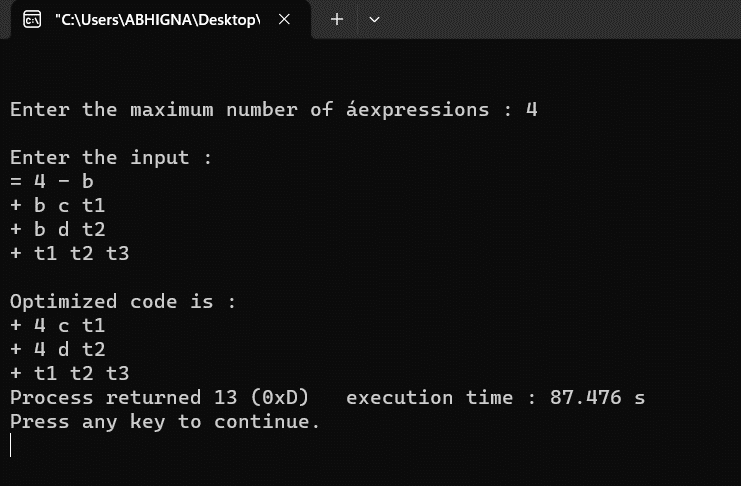 "C:\Users\ABHIGNA\Desktop\
Enter the maximum number of áexpressions : 4
Enter the input :
= 4 - b
+ b c t1
+ b d t2
+ t1 t2 t3
Optimized code is :
+ 4 c t1
+ 4 d t2
+ t1 t2 t3
Process returned 13 (0xD)   execution time : 87.476 s
Press any key to continue.